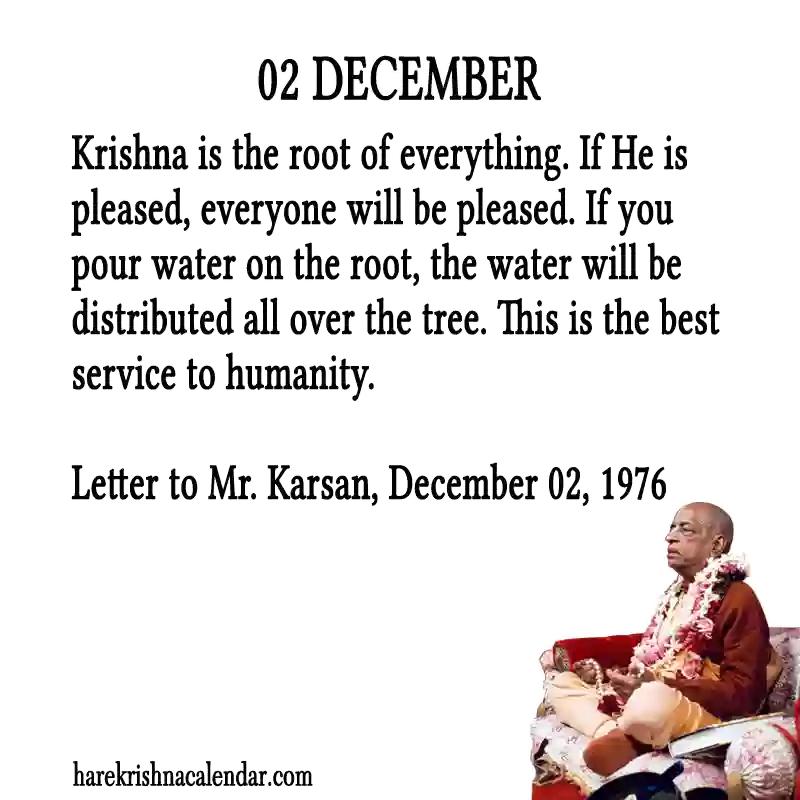 02 DECEMBER
Krishna is the root of everything. If He is
pleased, everyone will be pleased. If you
pour water on the root, the water will be
distributed all over the tree. This is the best
service to humanity.
Letter to Mr. Karsan, December 02, 1976
harekrishnacalendar.com